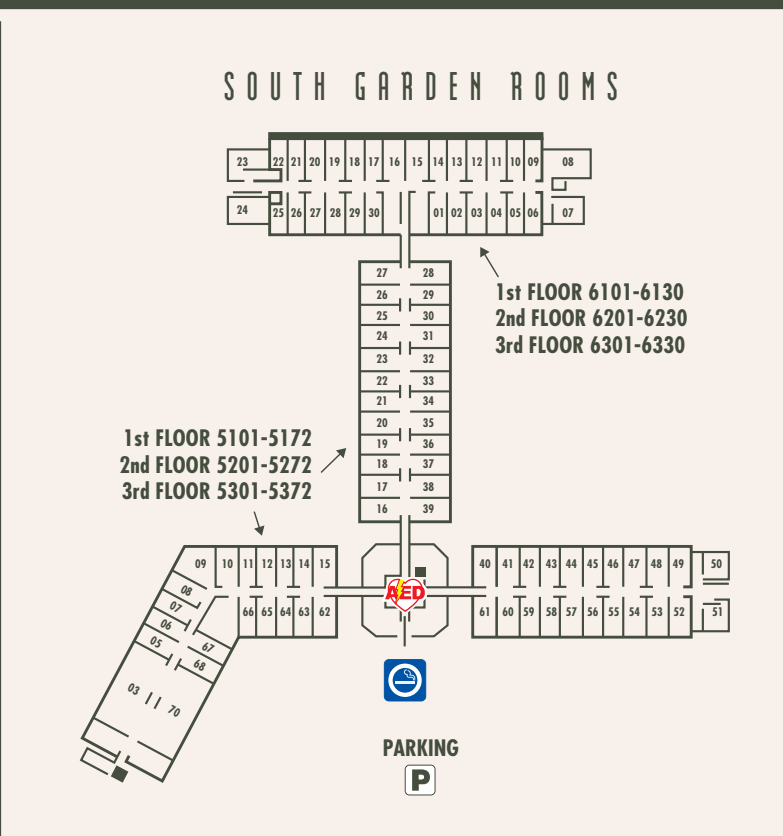 SOUTH GARDEN ROOMS
23 22 21 20 19 18 17 16 15 14 13 12 11 10 09 08
24 25 26 27 28 29 30 01 02 03 04 05 06 07
27 28
26 29
25 30
24 31
23 32
22 33
21 34
20 35
19 36
18 37
17 38
16 39
1st FLOOR 6101-6130
2nd FLOOR 6201-6230
3rd FLOOR 6301-6330
1st FLOOR 5101-5172
2nd FLOOR 5201-5272
3rd FLOOR 5301-5372
09 10 11 12 13 14 15
08
07
06
05
03
66 65 64 63 62
67
68
70
AED
40 41 42 43 44 45 46 47 48 49 50
61 60 59 58 57 56 55 54 53 52 51
PARKING
P